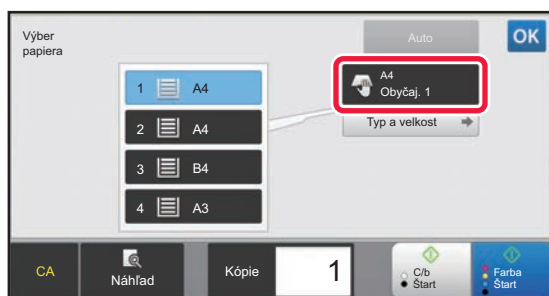 Výber
papiera
Auto
OK
1 A4
2 A4
3 B4
4 A3
A4
Obyčaj. 1
Typ a velkost
CA
Náhľad
Kópie
1
C/b
Štart
Farba
Štart